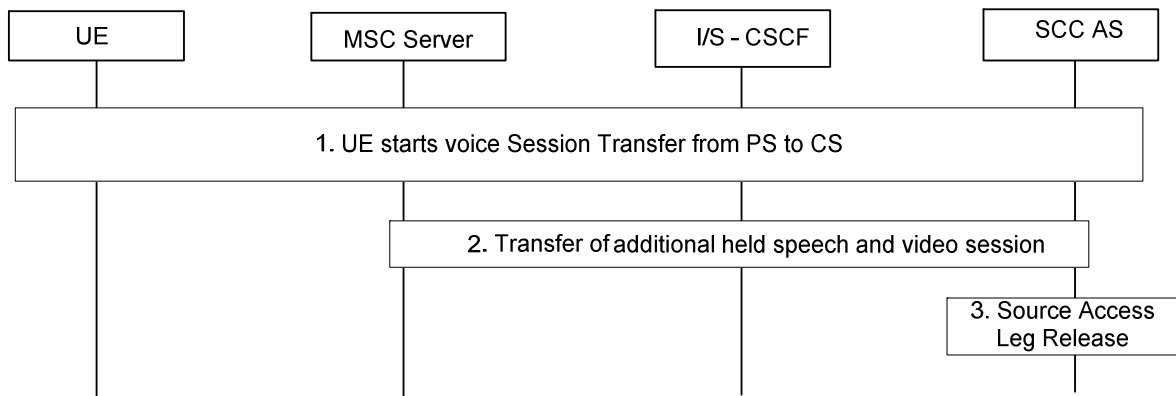 UE
MSC Server
I/S - CSCF
SCC AS
1. UE starts voice Session Transfer from PS to CS
2. Transfer of additional held speech and video session
3. Source Access
Leg Release